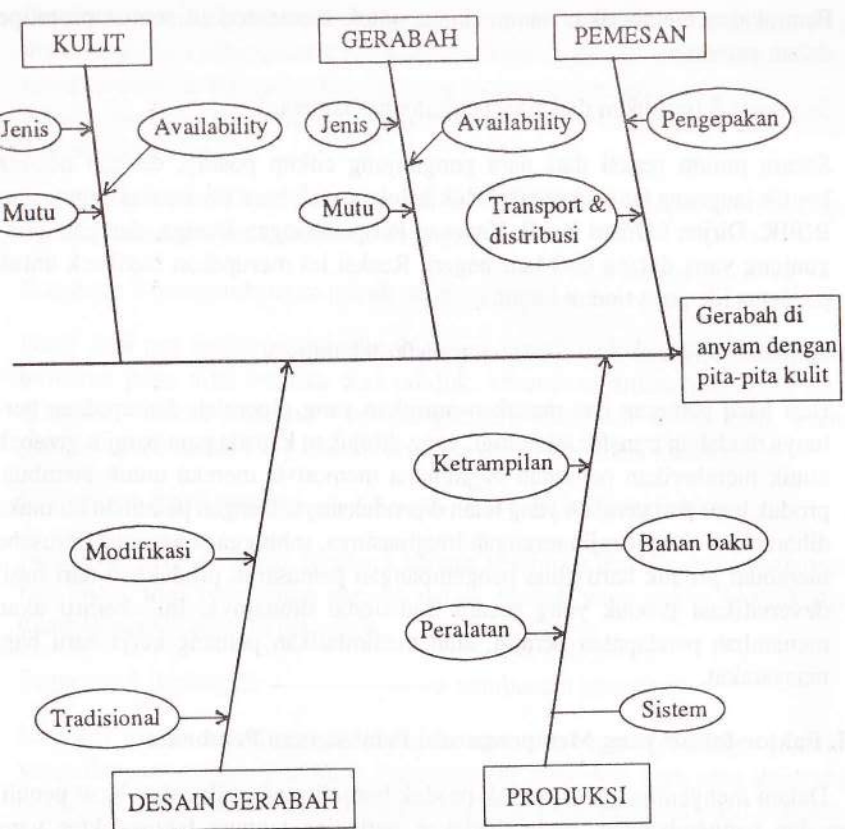 KULIT
GERABAH
PEMESAN
Jenis
Availability
Jenis
Availability
Pengepakan
Mutu
Mutu
Transport &
distribusi
Gerabah di
anyam dengan
pita-pita kulit
Ketrampilan
Modifikasi
Bahan baku
Peralatan
Tradisional
Sistem
DESAIN GERABAH
PRODUKSI